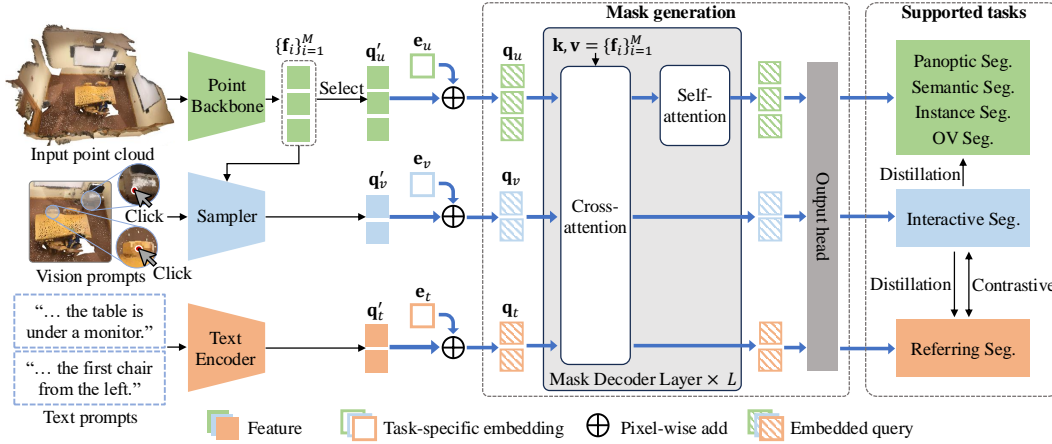 Mask generation
Supported tasks
{f_i}_{i=1}^M
q'_u
e_u
q_u
k, v = {f_i}_{i=1}^M
Point
Backbone
Select
Self-
attention
Panoptic Seg.
Semantic Seg.
Instance Seg.
OV Seg.
Input point cloud
Distillation
Click
Sampler
q'_v
e_v
q_v
Cross-
attention
Output head
Interactive Seg.
Vision prompts
Click
Distillation
Contrastive
“… the table is
under a monitor.”
“… the first chair
from the left.”
Text prompts
Text
Encoder
q'_t
e_t
q_t
Referring Seg.
Mask Decoder Layer × L
Feature
Task-specific embedding
Pixel-wise add
Embedded query